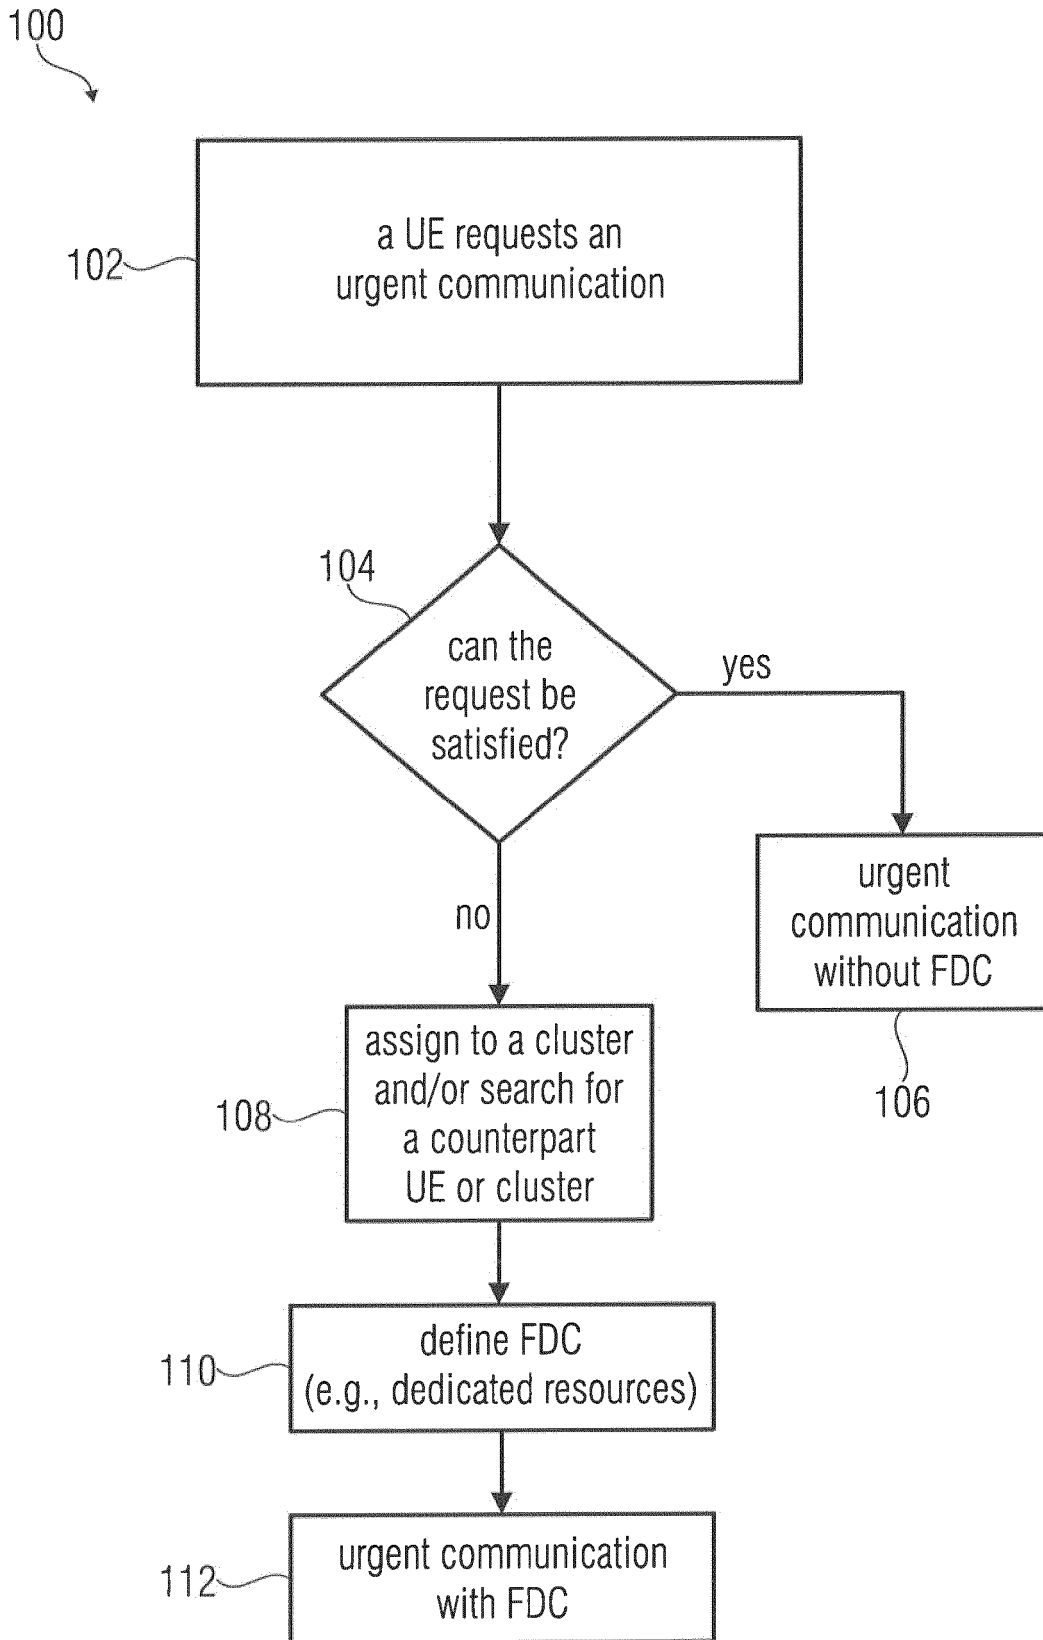 100
a UE requests an
urgent communication
102
104
can the
request be
satisfied?
yes
no
urgent
communication
without FDC
106
assign to a cluster
and/or search for
a counterpart
UE or cluster
108
define FDC
(e.g., dedicated resources)
110
urgent communication
with FDC
112